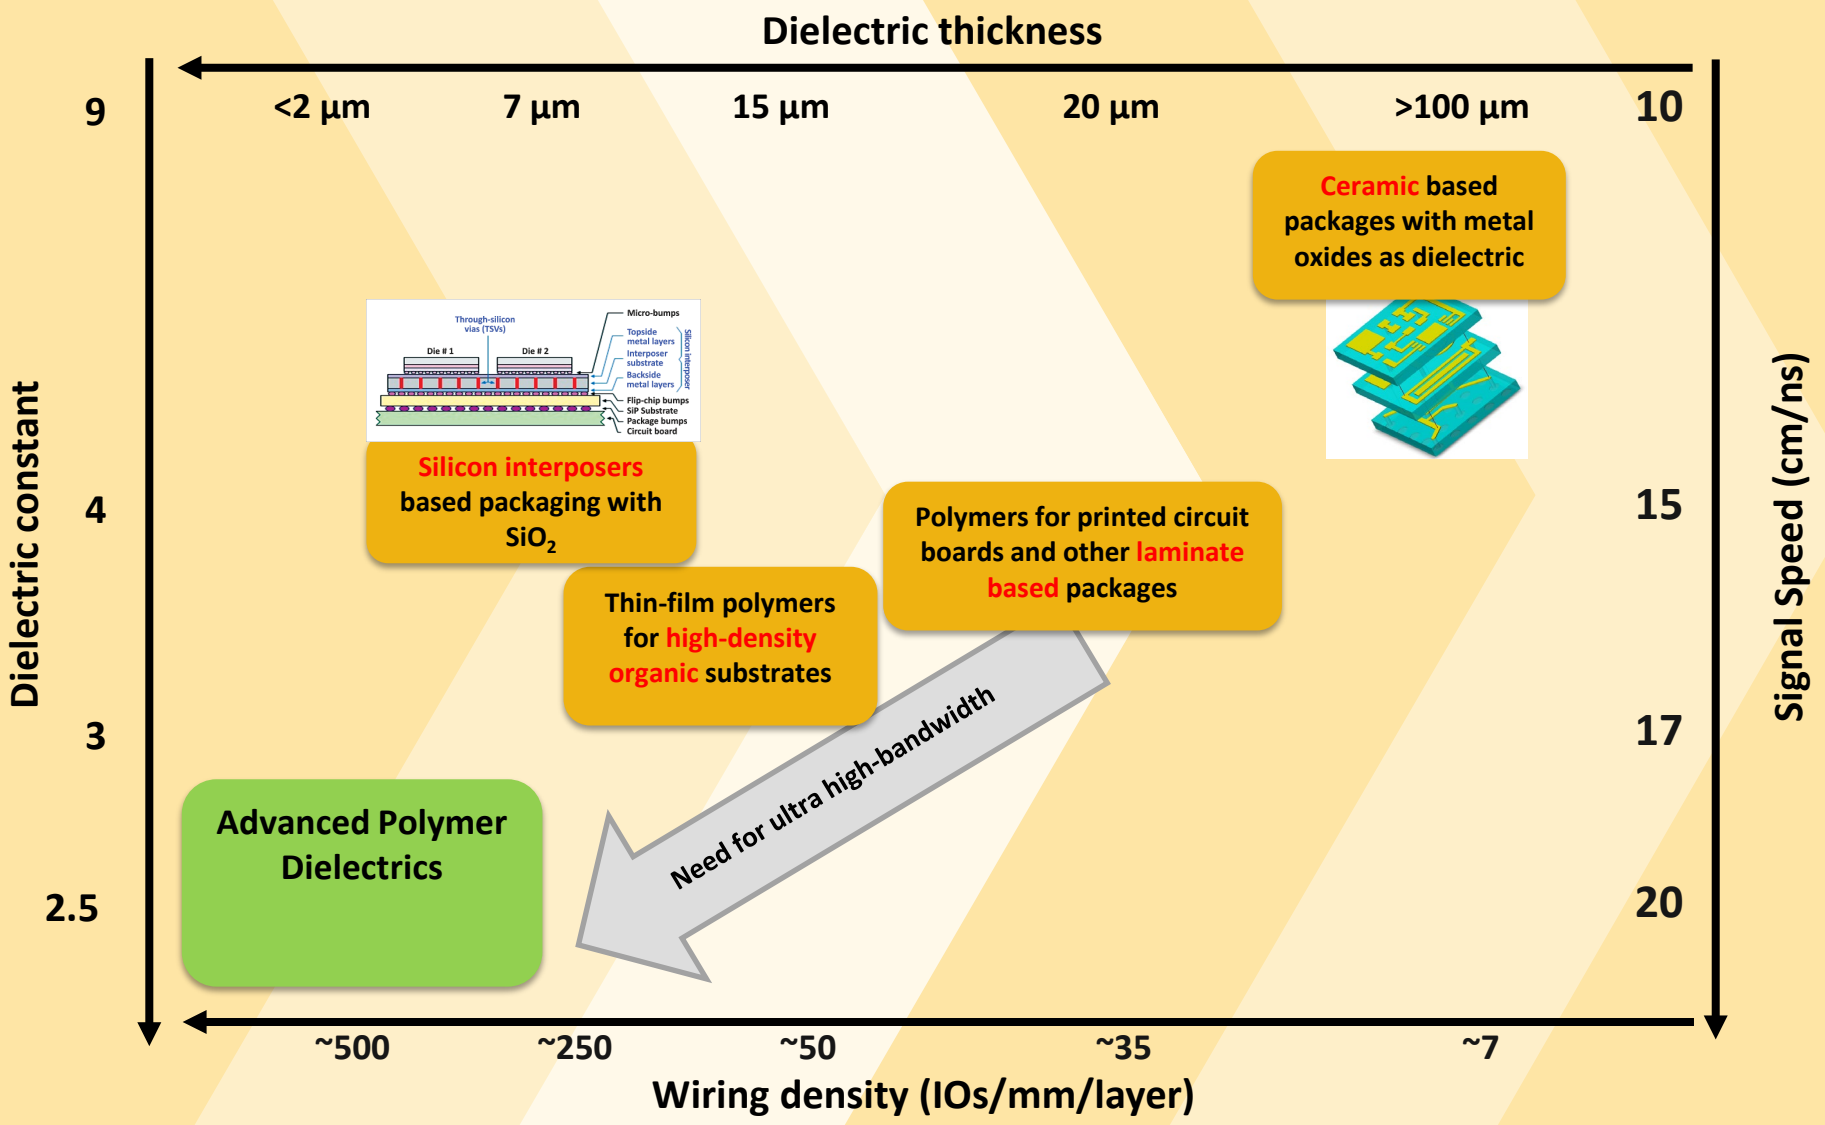 Dielectric thickness
9
<2 µm
7 µm
15 µm
20 µm
>100 µm
10
Ceramic based
packages with metal
oxides as dielectric
Through-silicon
vias (TSVs)
Die # 1
Die # 2
Micro-bumps
Topside
metal layers
Interposer
substrate
Backside
metal layers
Silicon interposer
Flip-chip bumps
SiP Substrate
Package bumps
Circuit board
Silicon interposers
based packaging with
SiO₂
Dielectric constant
4
Polymers for printed circuit
boards and other laminate
based packages
15
Signal Speed (cm/ns)
Thin-film polymers
for high-density
organic substrates
3
17
Need for ultra high-bandwidth
Advanced Polymer
Dielectrics
2.5
20
~500
~250
~50
~35
~7
Wiring density (IOs/mm/layer)